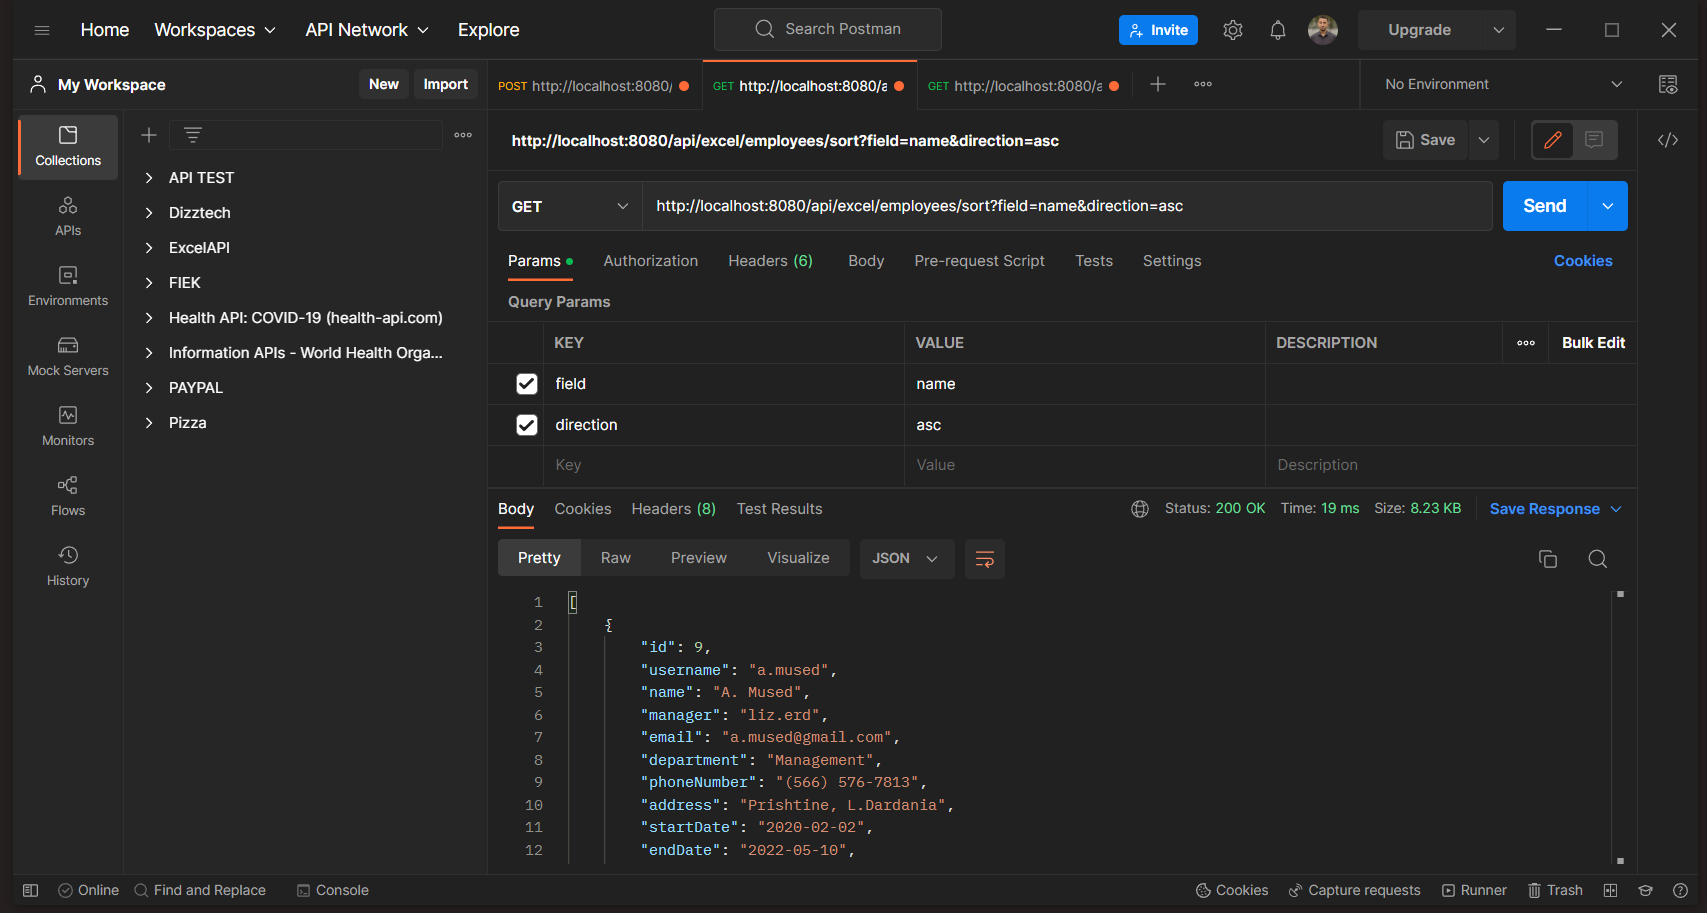 Home Workspaces API Network Explore Search Postman Invite Upgrade
My Workspace New Import POST http://localhost:8080/ GET http://localhost:8080/a GET http://localhost:8080/a No Environment
Collections
APIs
Environments
Mock Servers
Monitors
Flows
History
API TEST
Dizztech
ExcelAPI
FIEK
Health API: COVID-19 (health-api.com)
Information APIs - World Health Orga...
PAYPAL
Pizza
http://localhost:8080/api/excel/employees/sort?field=name&direction=asc Save
GET http://localhost:8080/api/excel/employees/sort?field=name&direction=asc Send
Params Authorization Headers (6) Body Pre-request Script Tests Settings Cookies
Query Params
KEY VALUE DESCRIPTION Bulk Edit
field name
direction asc
Key Value Description
Body Cookies Headers (8) Test Results Status: 200 OK Time: 19 ms Size: 8.23 KB Save Response
Pretty Raw Preview Visualize JSON
1 [
2 {
3 "id": 9,
4 "username": "a.mused",
5 "name": "A. Mused",
6 "manager": "liz.erd",
7 "email": "a.mused@gmail.com",
8 "department": "Management",
9 "phoneNumber": "(566) 576-7813",
10 "address": "Prishtine, L.Dardania",
11 "startDate": "2020-02-02",
12 "endDate": "2022-05-10",
Online Find and Replace Console Cookies Capture requests Runner Trash